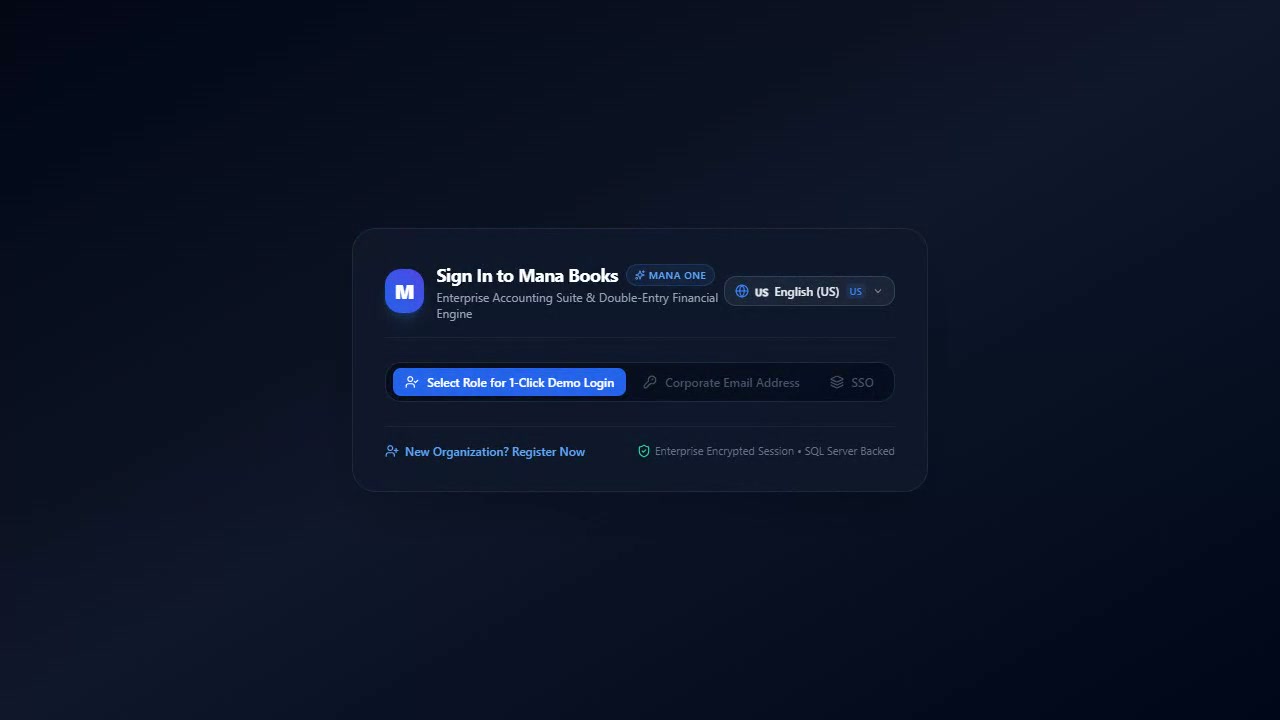 M
Sign In to Mana Books
MANA ONE
Enterprise Accounting Suite & Double-Entry Financial
Engine
US English (US) US
Select Role for 1-Click Demo Login
Corporate Email Address
SSO
New Organization? Register Now
Enterprise Encrypted Session • SQL Server Backed